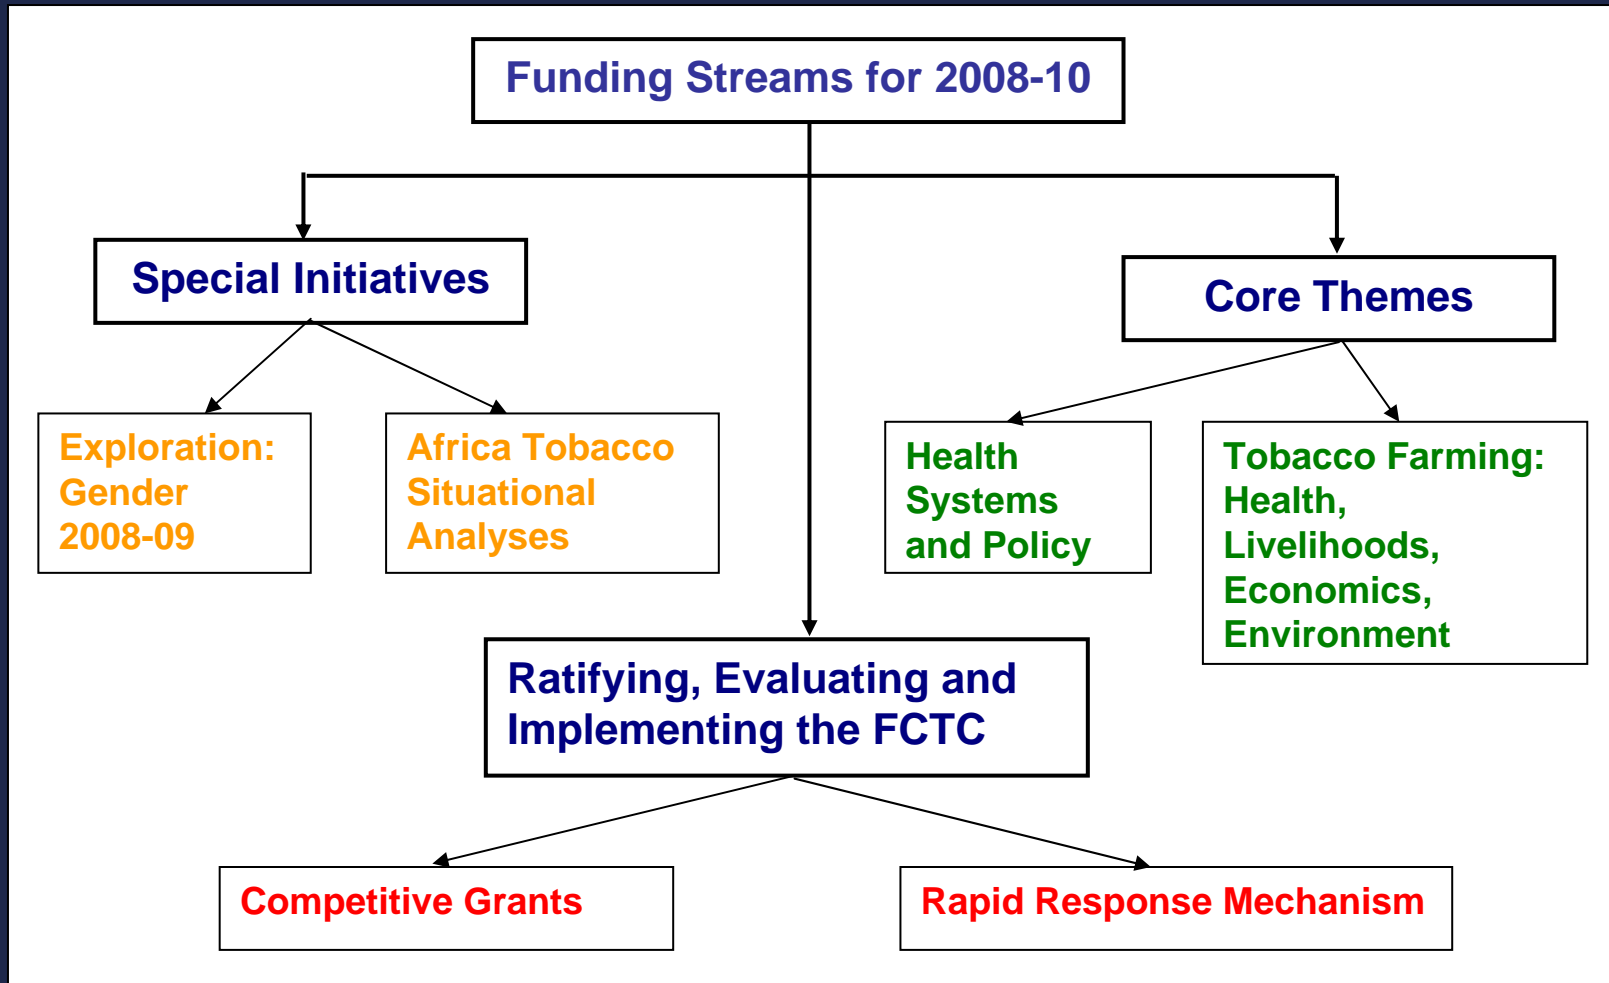 Funding Streams for 2008-10
Special Initiatives
Core Themes
Exploration:
Gender
2008-09
Africa Tobacco
Situational
Analyses
Health
Systems
and Policy
Tobacco Farming:
Health,
Livelihoods,
Economics,
Environment
Ratifying, Evaluating and
Implementing the FCTC
Competitive Grants
Rapid Response Mechanism